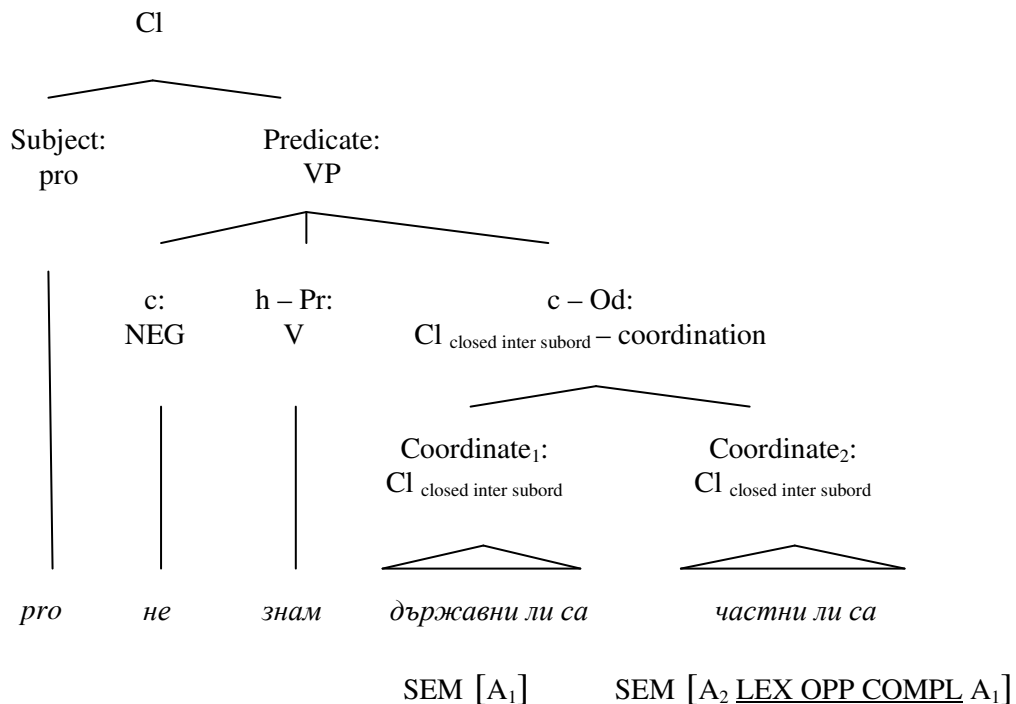 Cl
Subject: Predicate:
pro VP
c: h – Pr: c – Od:
NEG V Cl closed inter subord – coordination
Coordinate1: Coordinate2:
Cl closed inter subord Cl closed inter subord
pro не знам държавни ли са частни ли са
SEM [A1] SEM [A2 LEX OPP COMPL A1]